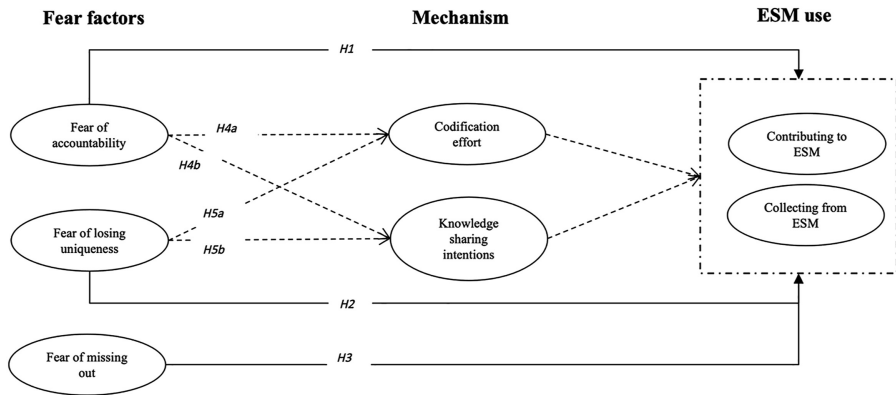 Fear factors
Mechanism
ESM use
H1
Fear of
accountability
H4a
H4b
Codification
effort
Contributing to
ESM
Collecting from
ESM
H5a
H5b
Fear of losing
uniqueness
Knowledge
sharing
intentions
H2
Fear of missing
out
H3